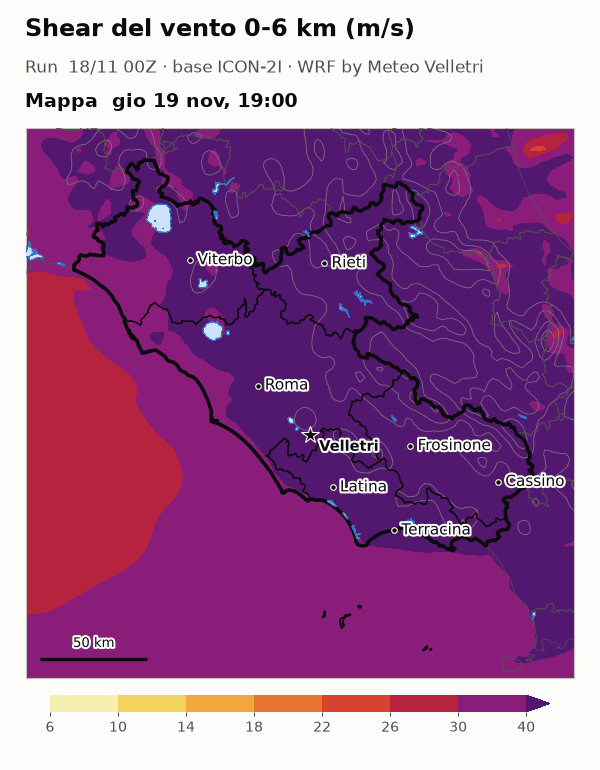 Shear del vento 0-6 km (m/s)
Run  18/11 00Z · base ICON-2I · WRF by Meteo Velletri
Mappa  gio 19 nov, 19:00
Viterbo
Rieti
Roma
Velletri
Frosinone
Latina
Cassino
Terracina
50 km
6 10 14 18 22 26 30 40